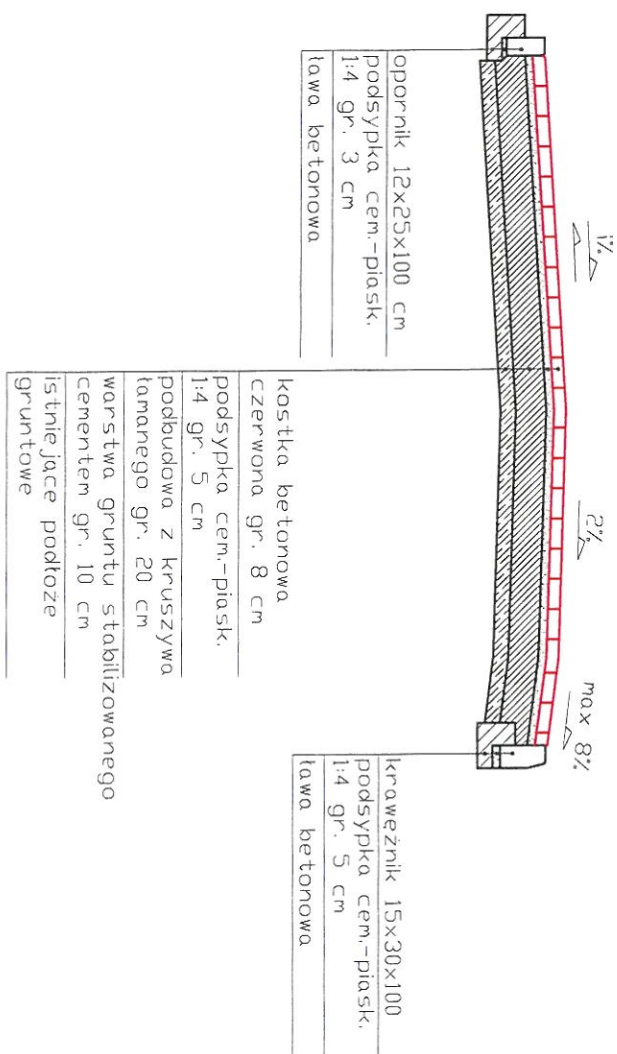 i%
2%
max 8%
opornik 12x25x100 cm
podsypka cem.-piask.
1:4 gr. 3 cm
ława betonowa
kostka betonowa
czerwona gr. 8 cm
podsypka cem.-piask.
1:4 gr. 5 cm
podbudowa z kruszywa
łamanego gr. 20 cm
warstwa gruntu stabilizowanego
cementem gr. 10 cm
istniejące podłoże
gruntowe
krawężnik 15x30x100
podsypka cem.-piask.
1:4 gr. 5 cm
ława betonowa